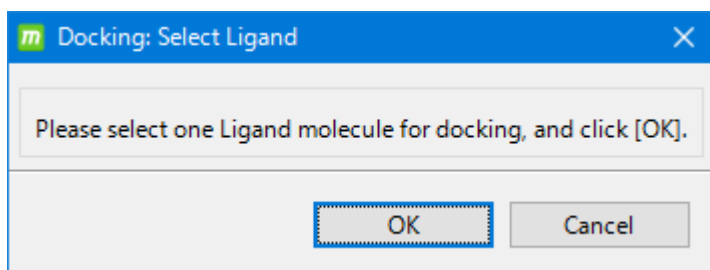 m Docking: Select Ligand
Please select one Ligand molecule for docking, and click [OK].
OK Cancel